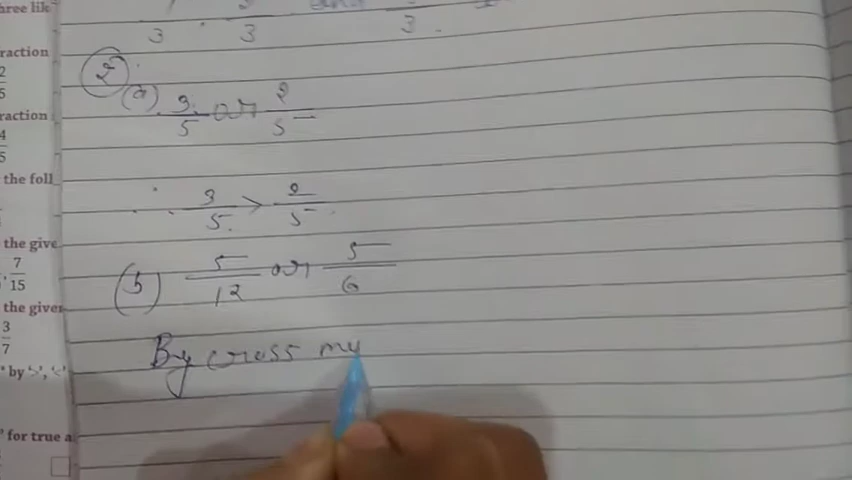 hree lik
raction
2/5
raction
4/5
the foll
the give
7/15
the given
3/7
' by '>', '<'
' for true a
3 3 3
2
(a) 3/5 or 2/5
3/5 > 2/5
(b) 5/12 or 5/6
By cross mu